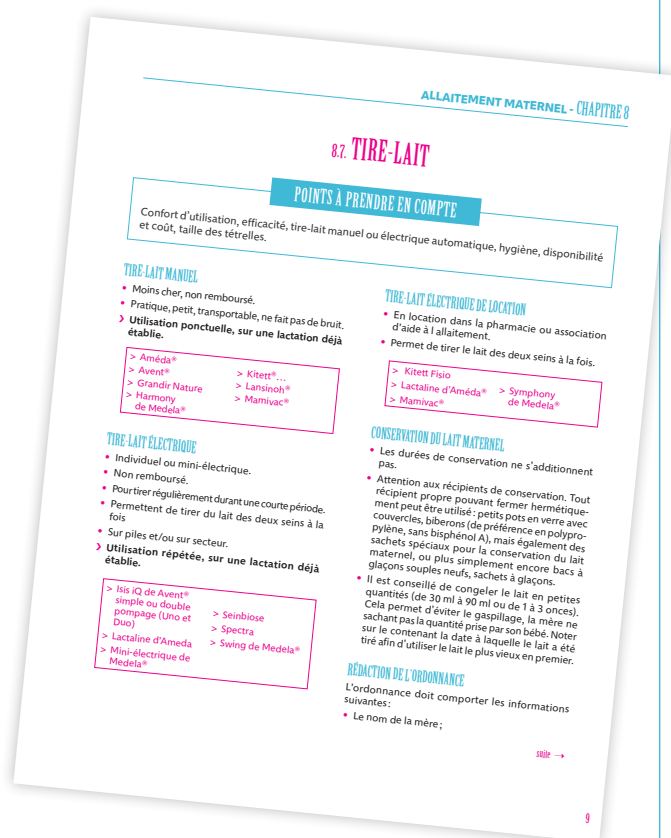 ALLAITEMENT MATERNEL - CHAPITRE 8
8.7. TIRE-LAIT
POINTS À PRENDRE EN COMPTE
Confort d'utilisation, efficacité, tire-lait manuel ou électrique automatique, hygiène, disponibilité
et coût, taille des tétrelles.
TIRE-LAIT MANUEL
• Moins cher, non remboursé.
• Pratique, petit, transportable, ne fait pas de bruit.
❯ Utilisation ponctuelle, sur une lactation déjà
établie.
> Améda®
> Avent®
> Grandir Nature
> Harmony
de Medela®
> Kitett®…
> Lansinoh®
> Mamivac®
TIRE-LAIT ÉLECTRIQUE
• Individuel ou mini-électrique.
• Non remboursé.
• Pour tirer régulièrement durant une courte période.
• Permettent de tirer du lait des deux seins à la
fois
• Sur piles et/ou sur secteur.
❯ Utilisation répétée, sur une lactation déjà
établie.
> Isis iQ de Avent®
simple ou double
pompage (Uno et
Duo)
> Lactaline d'Ameda
> Mini-électrique de
Medela®
> Seinbiose
> Spectra
> Swing de Medela®
TIRE-LAIT ÉLECTRIQUE DE LOCATION
• En location dans la pharmacie ou association
d'aide à l allaitement.
• Permet de tirer le lait des deux seins à la fois.
> Kitett Fisio
> Lactaline d'Améda®
> Mamivac®
> Symphony
de Medela®
CONSERVATION DU LAIT MATERNEL
• Les durées de conservation ne s'additionnent
pas.
• Attention aux récipients de conservation. Tout
récipient propre pouvant fermer hermétique-
ment peut être utilisé : petits pots en verre avec
couvercles, biberons (de préférence en polypro-
pylène, sans bisphénol A), mais également des
sachets spéciaux pour la conservation du lait
maternel, ou plus simplement encore bacs à
glaçons souples neufs, sachets à glaçons.
• Il est conseillé de congeler le lait en petites
quantités (de 30 ml à 90 ml ou de 1 à 3 onces).
Cela permet d'éviter le gaspillage, la mère ne
sachant pas la quantité prise par son bébé. Noter
sur le contenant la date à laquelle le lait a été
tiré afin d'utiliser le lait le plus vieux en premier.
RÉDACTION DE L'ORDONNANCE
L'ordonnance doit comporter les informations
suivantes :
• Le nom de la mère ;
suite →
9